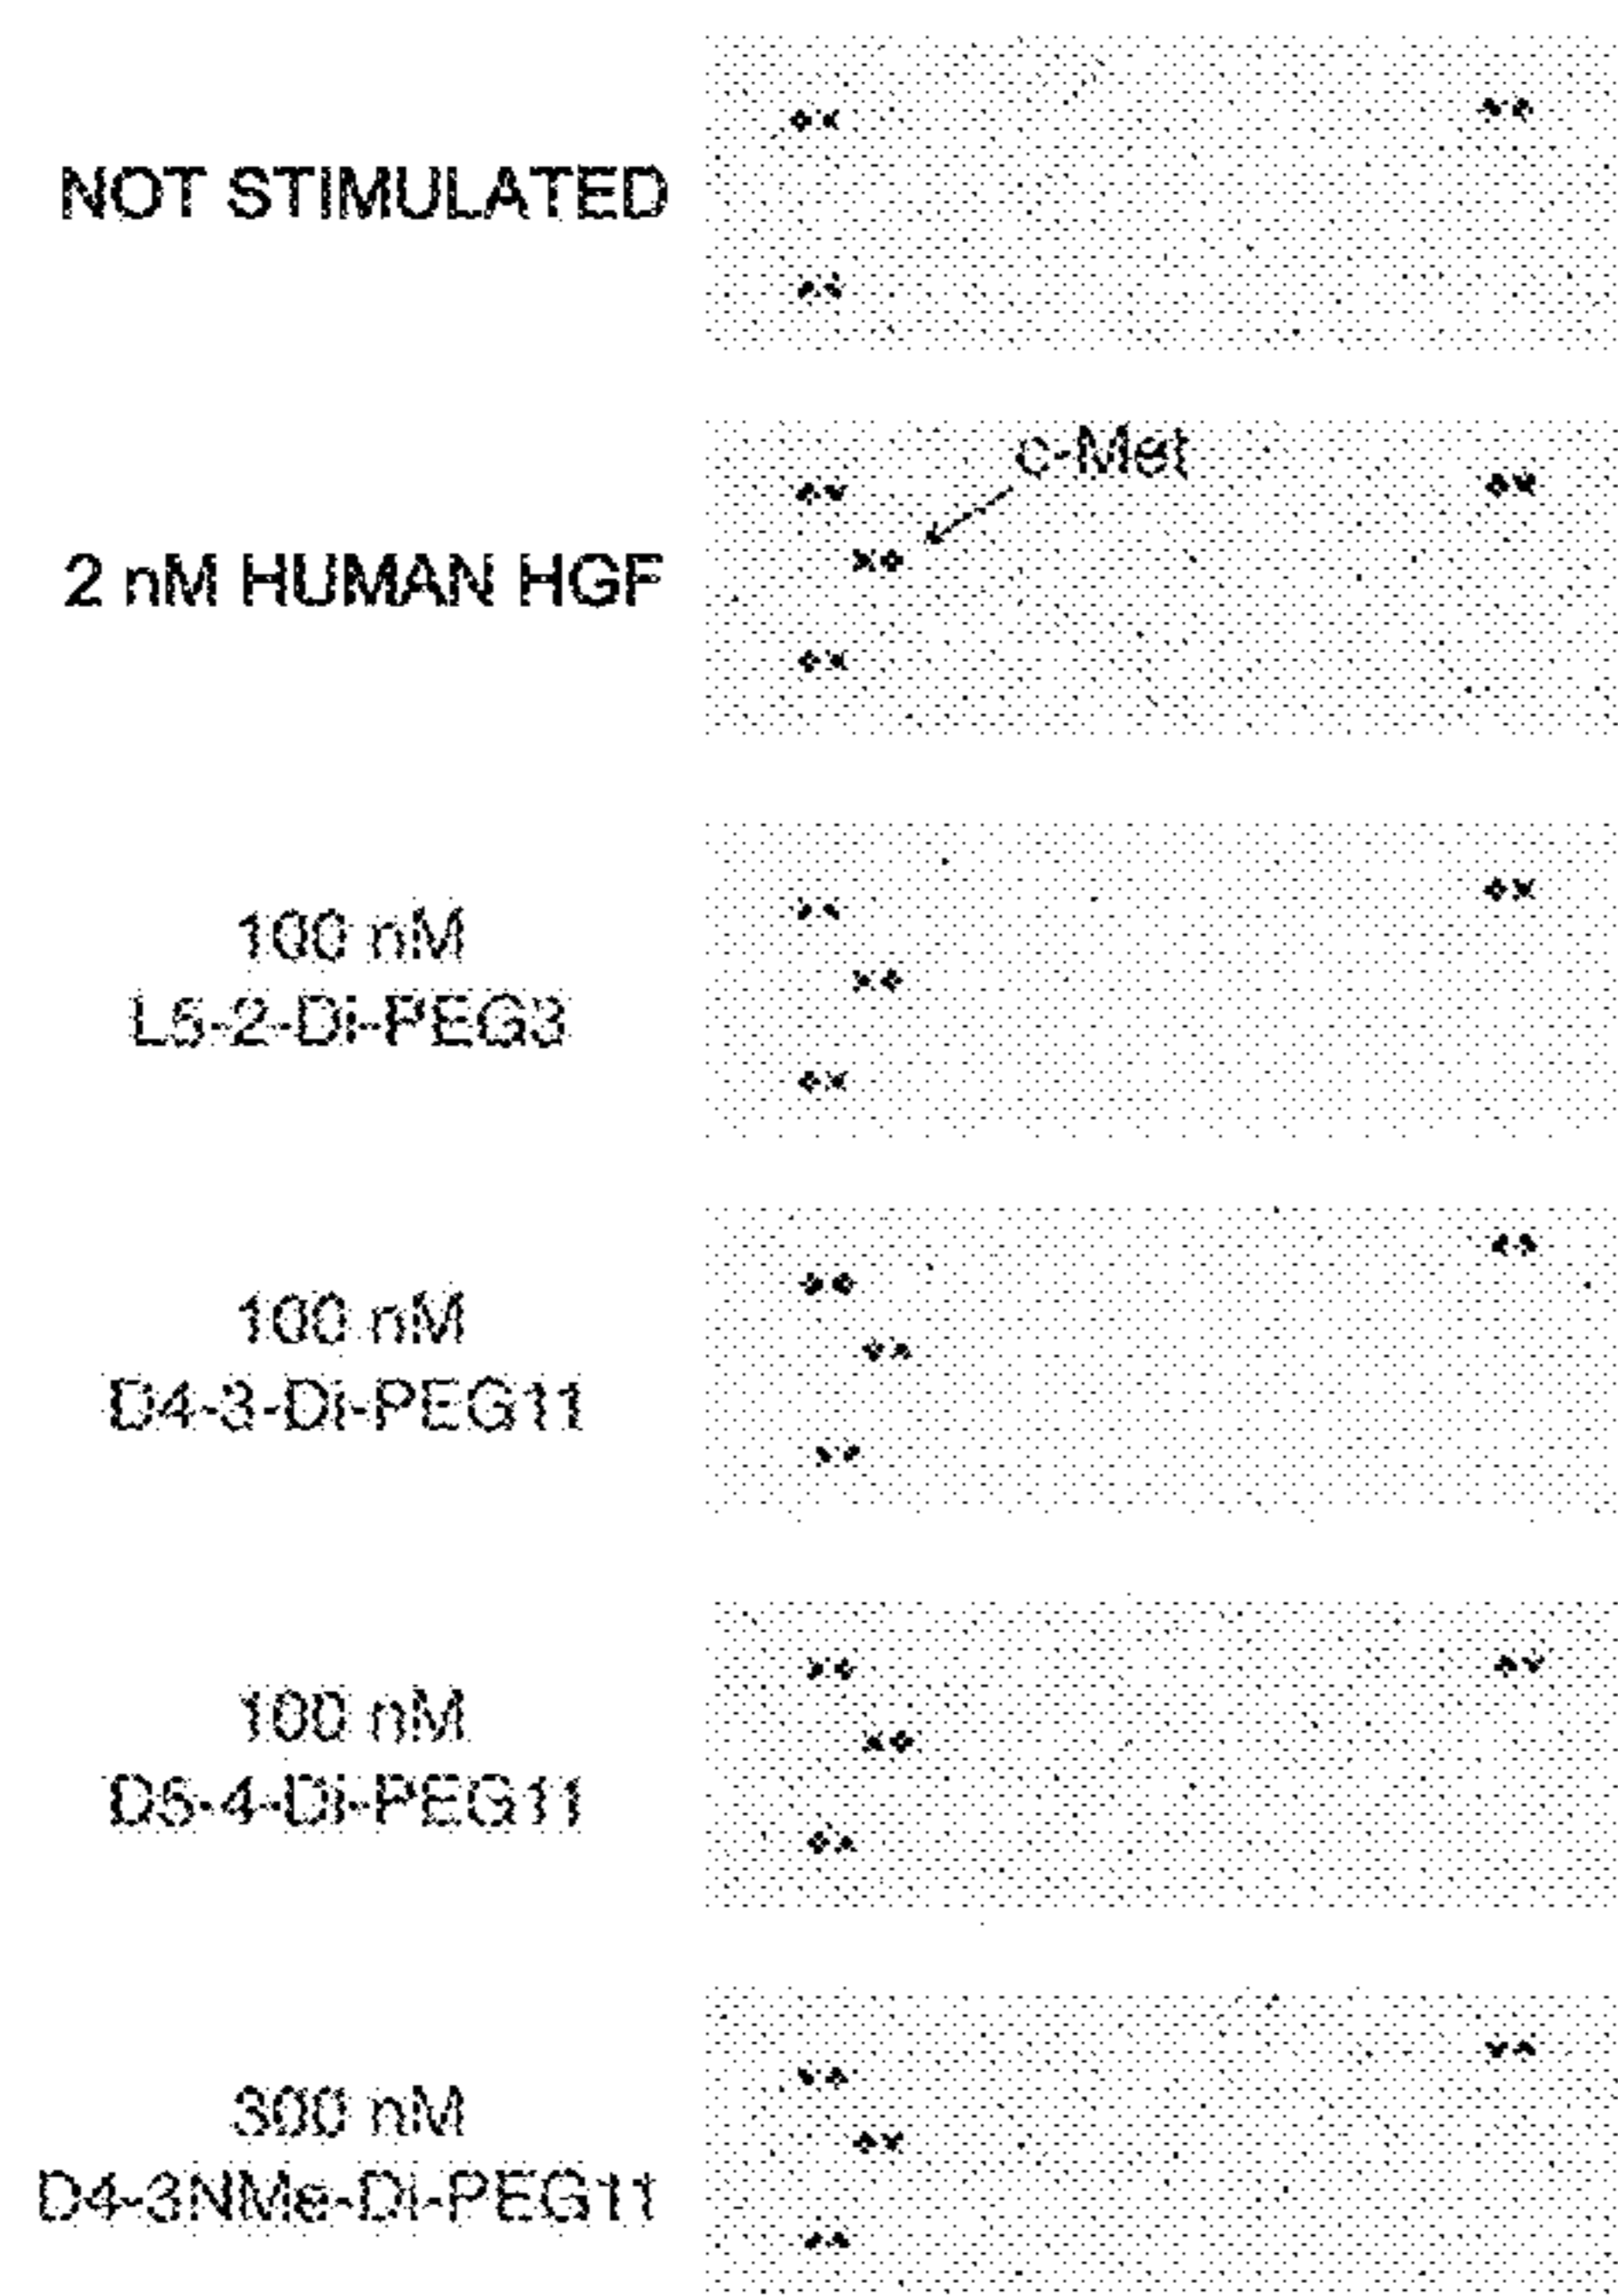 NOT STIMULATED
c-Met
2 nM HUMAN HGF
100 nM
L5-2-Di-PEG3
100 nM
D4-3-Di-PEG11
100 nM
D5-4-Di-PEG11
300 nM
D4-3NMe-Di-PEG11